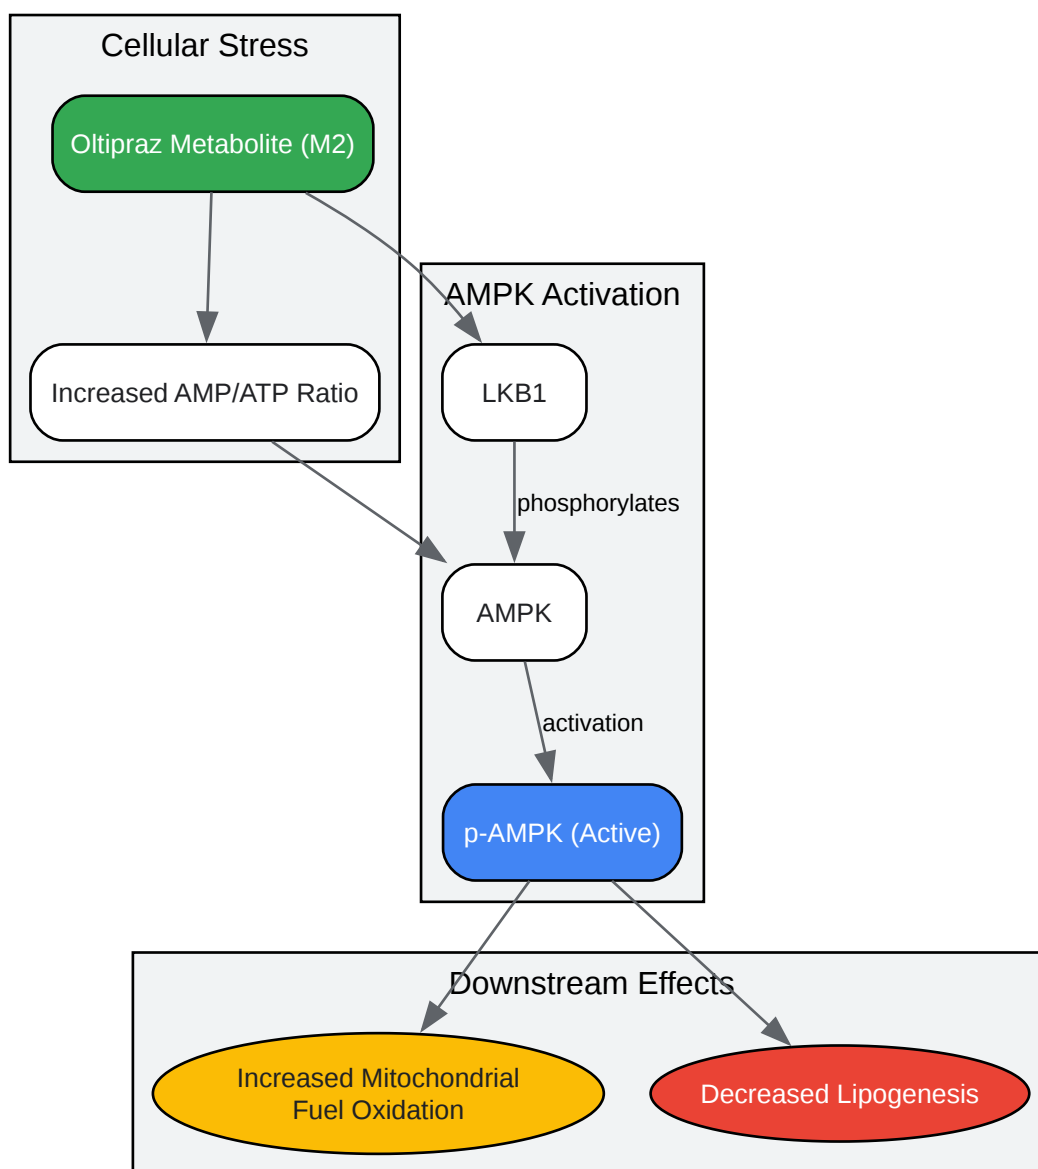 Cellular Stress
Oltipraz Metabolite (M2)
AMPK Activation
Increased AMP/ATP Ratio
LKB1
phosphorylates
AMPK
activation
p-AMPK (Active)
Downstream Effects
Increased Mitochondrial
Fuel Oxidation
Decreased Lipogenesis